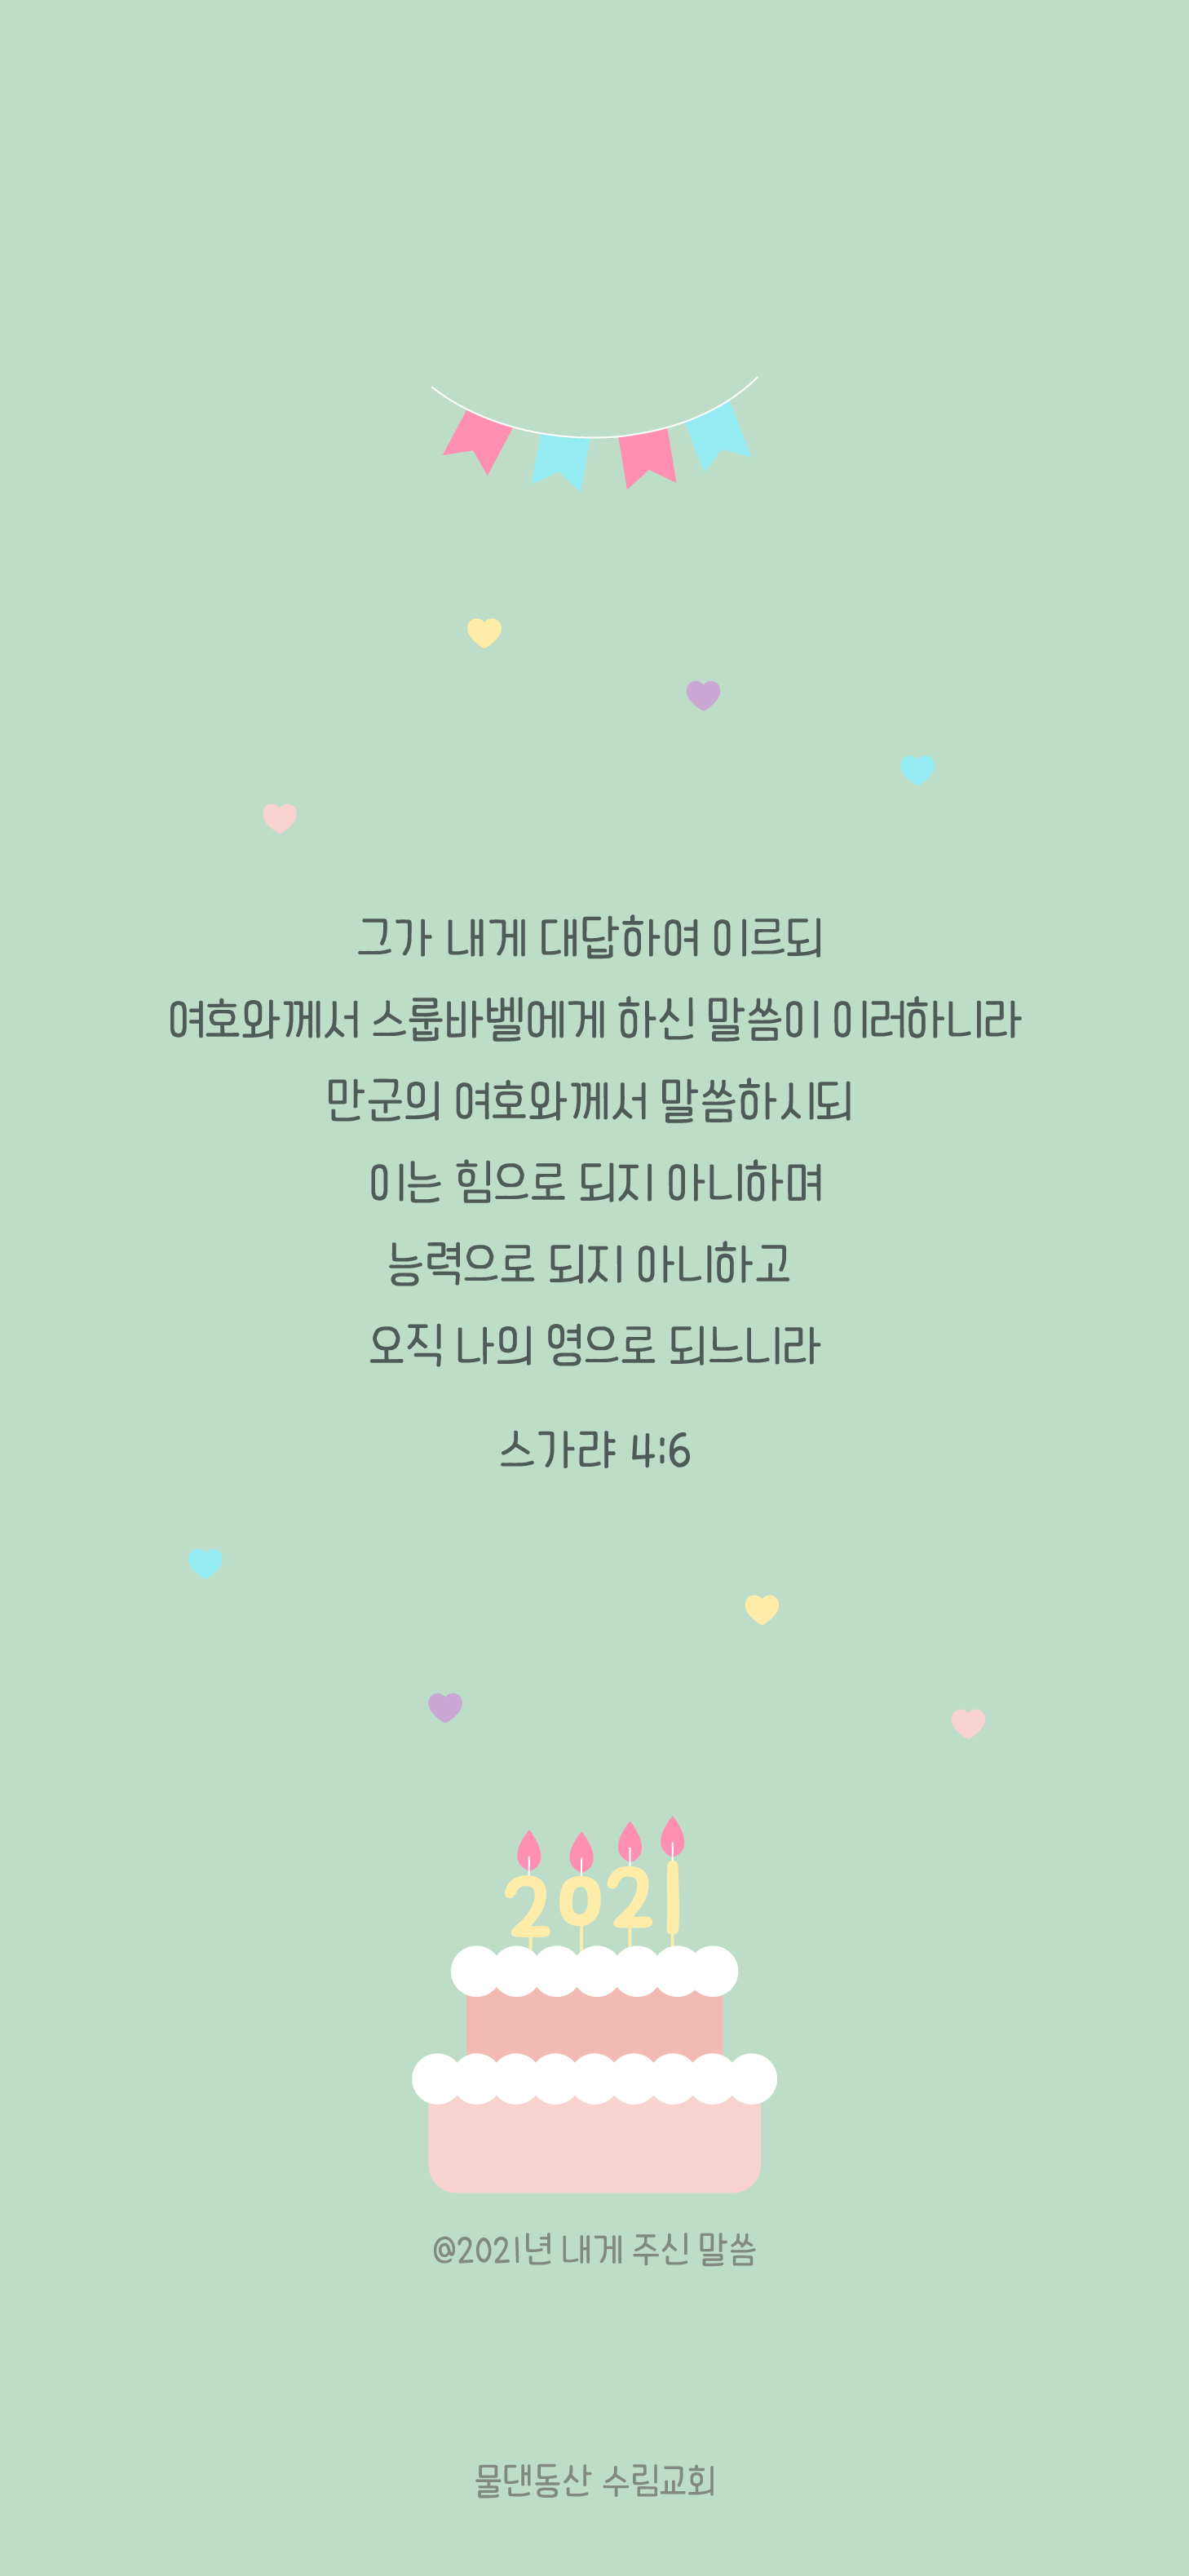 그가 내게 대답하여 이르되
여호와께서 스룹바벨에게 하신 말씀이 이러하니라
만군의 여호와께서 말씀하시되
이는 힘으로 되지 아니하며
능력으로 되지 아니하고
오직 나의 영으로 되느니라
스가랴 4:6
2021
@2021년 내게 주신 말씀
물댄동산 수림교회